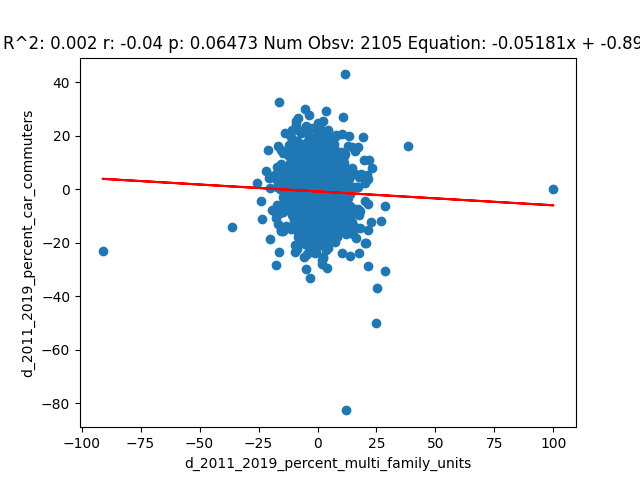 R^2: 0.002 r: -0.04 p: 0.06473 Num Obsv: 2105 Equation: -0.05181x + -0.89
40
20
0
−20
−40
−60
−80
d_2011_2019_percent_car_commuters
−100 −75 −50 −25 0 25 50 75 100
d_2011_2019_percent_multi_family_units